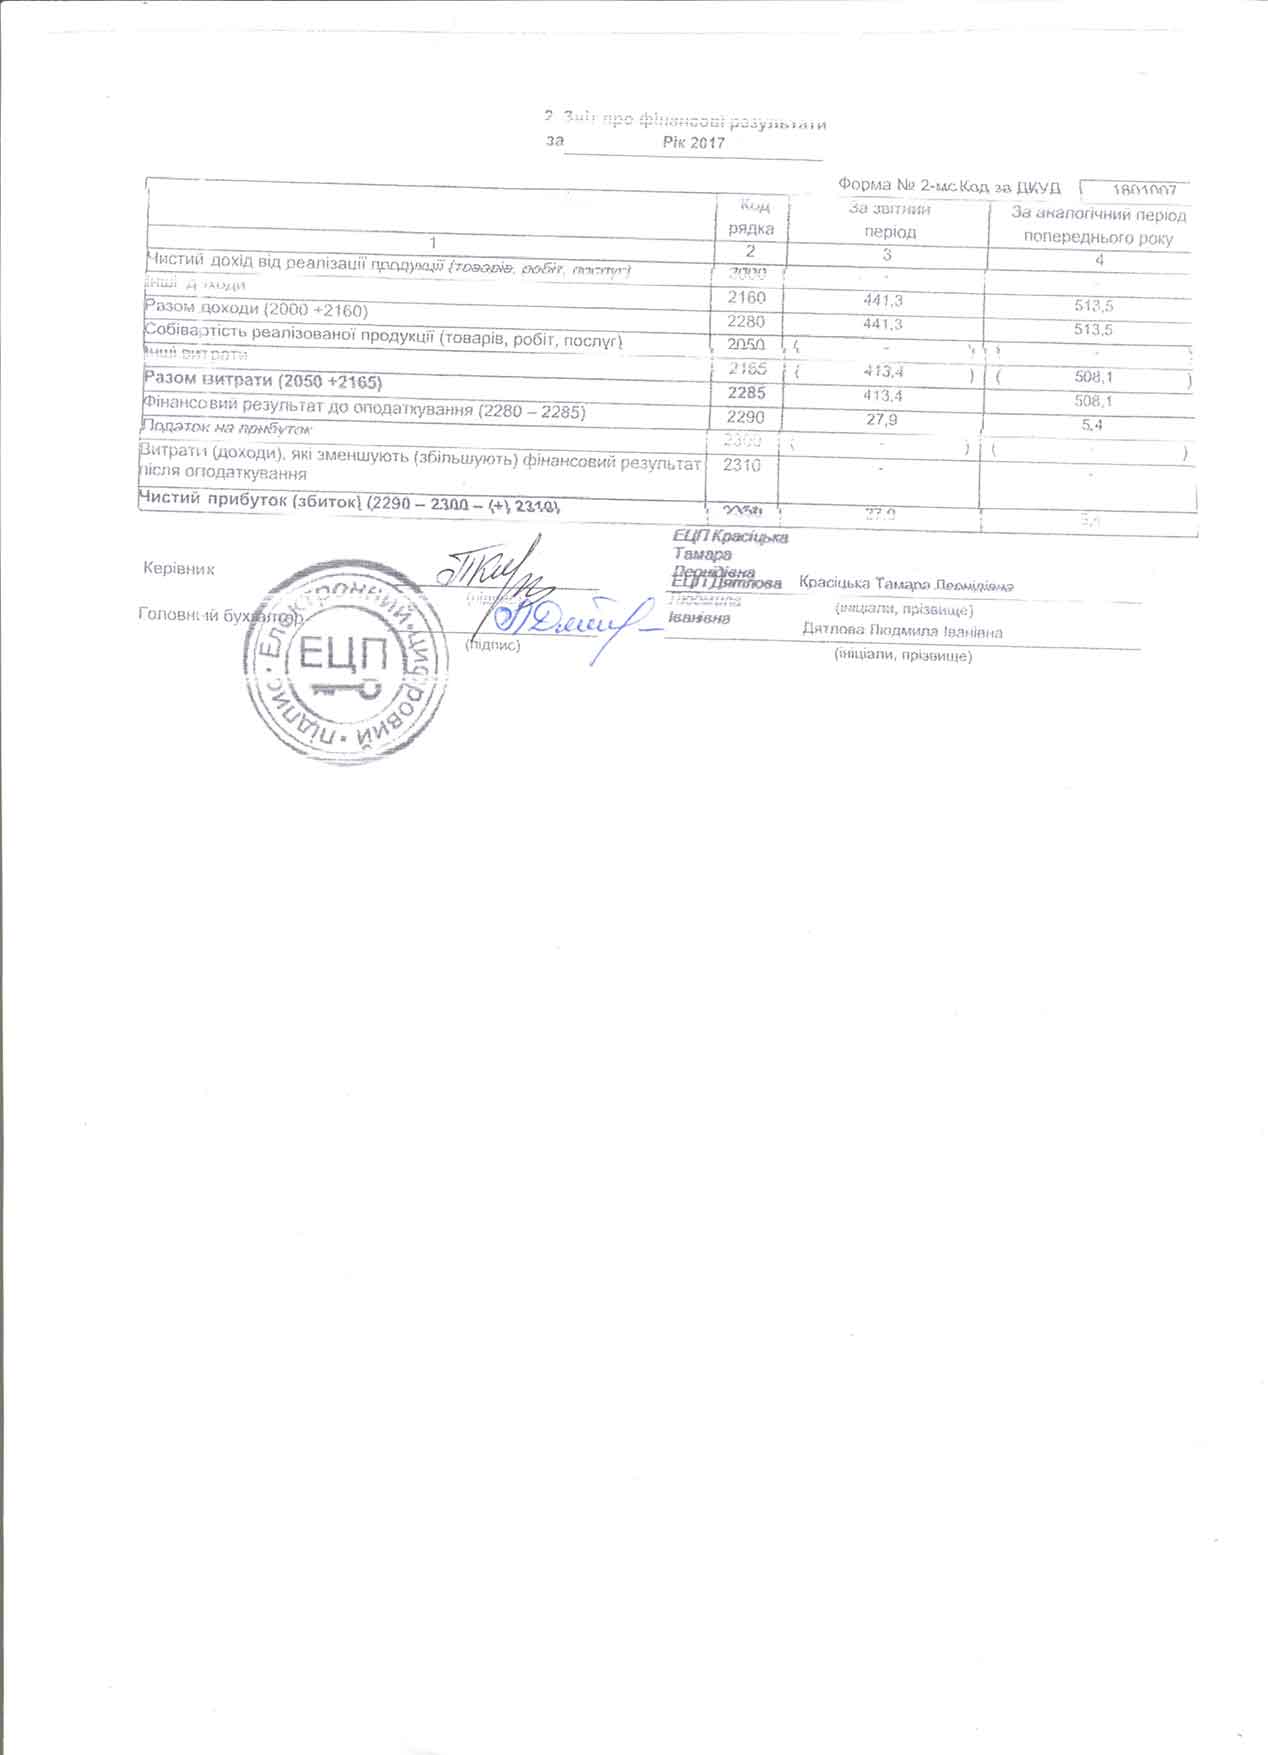 2. Звіт про фінансові результати
за Рік 2017
Форма № 2-мс Код за ДКУД 1801007
Код рядка За звітний період За аналогічний період попереднього року
1 2 3 4
Чистий дохід від реалізації продукції (товарів, робіт, послуг) 2000 - -
Інші доходи 2160 441,3 513,5
Разом доходи (2000 +2160) 2280 441,3 513,5
Собівартість реалізованої продукції (товарів, робіт, послуг) 2050 ( - ) ( - )
Інші витрати 2165 ( 413,4 ) ( 508,1 )
Разом витрати (2050 +2165) 2285 413,4 508,1
Фінансовий результат до оподаткування (2280 – 2285) 2290 27,9 5,4
Податок на прибуток 2300 ( - ) ( - )
Витрати (доходи), які зменшують (збільшують) фінансовий результат
після оподаткування 2310 - -
Чистий прибуток (збиток) (2290 – 2300 – (+) 2310) 2350 27,9 5,4
ЕЦП Красіцька
Тамара
Леонідівна
Керівник
ЕЦП Дятлова Красіцька Тамара Леонідівна
(підпис) Людмила (ініціали, прізвище)
Головний бухгалтер Іванівна Дятлова Людмила Іванівна
(підпис) (ініціали, прізвище)
ЕЛЕКТРОННИЙ ЦИФРОВИЙ • ПІДПИС •
ЕЦП